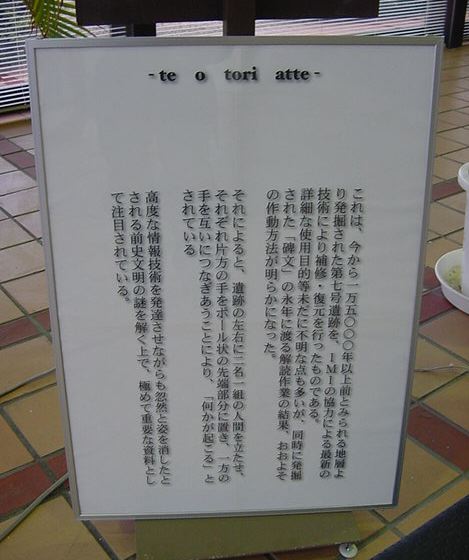 - te o tori atte -
これは、今から一万五〇〇〇年以上前とみられる地層よ
り発掘された第七号遺跡を、IMIの協力による最新の
技術により補修・復元を行ったものである。
詳細な使用目的等未だに不明な点も多いが、同時に発掘
された「碑文」の永年に渡る解読作業の結果、おおよそ
の作動方法が明らかになった。
それによると、遺跡の左右に二名一組の人間を立たせ、
それぞれ片方の手をポール状の先端部分に置き、一方の
手を互いにつなぎあうことにより、「何かが起こる」と
されている
高度な情報技術を発達させながらも忽然と姿を消したと
される前史文明の謎を解く上で、極めて重要な資料とし
て注目されている。